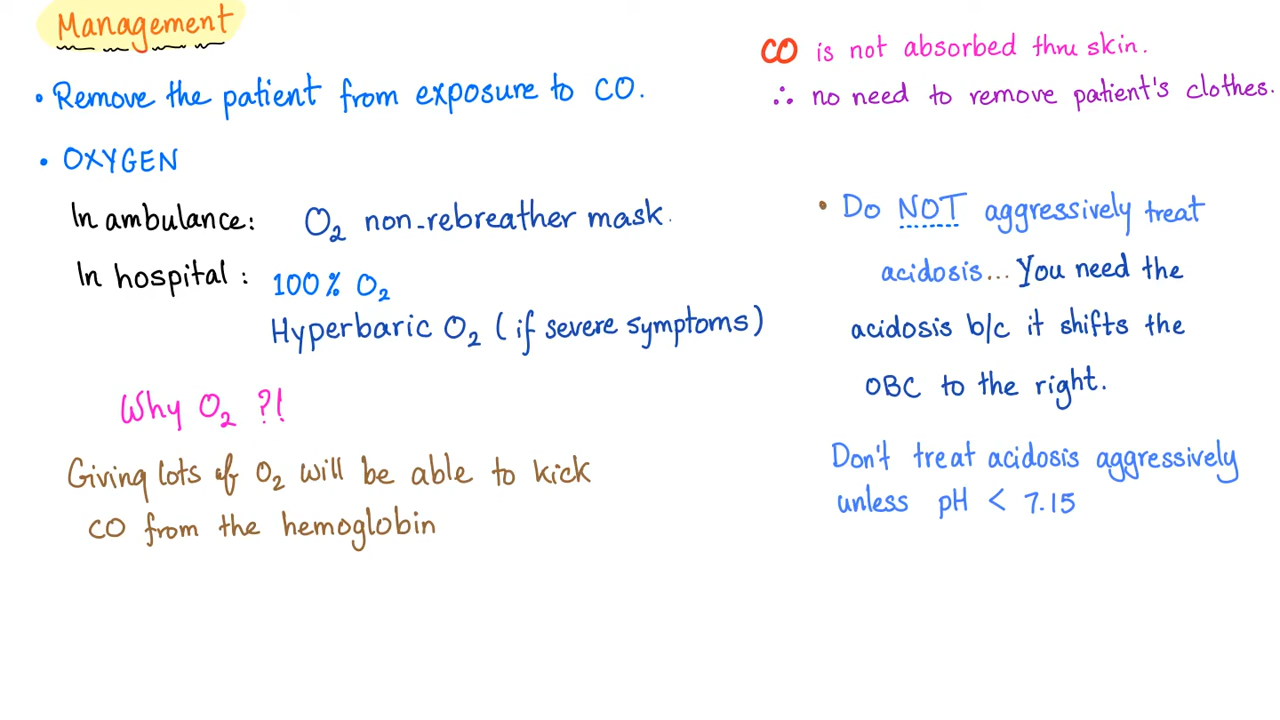 Management
• Remove the patient from exposure to CO.
• OXYGEN
In ambulance: O₂ non-rebreather mask.
In hospital: 100% O₂
Hyperbaric O₂ (if severe symptoms)
Why O₂ ?!
Giving lots of O₂ will be able to kick
CO from the hemoglobin
CO is not absorbed thru skin.
∴ no need to remove patient's clothes.
• Do NOT aggressively treat
acidosis... You need the
acidosis b/c it shifts the
OBC to the right.
Don't treat acidosis aggressively
unless pH < 7.15